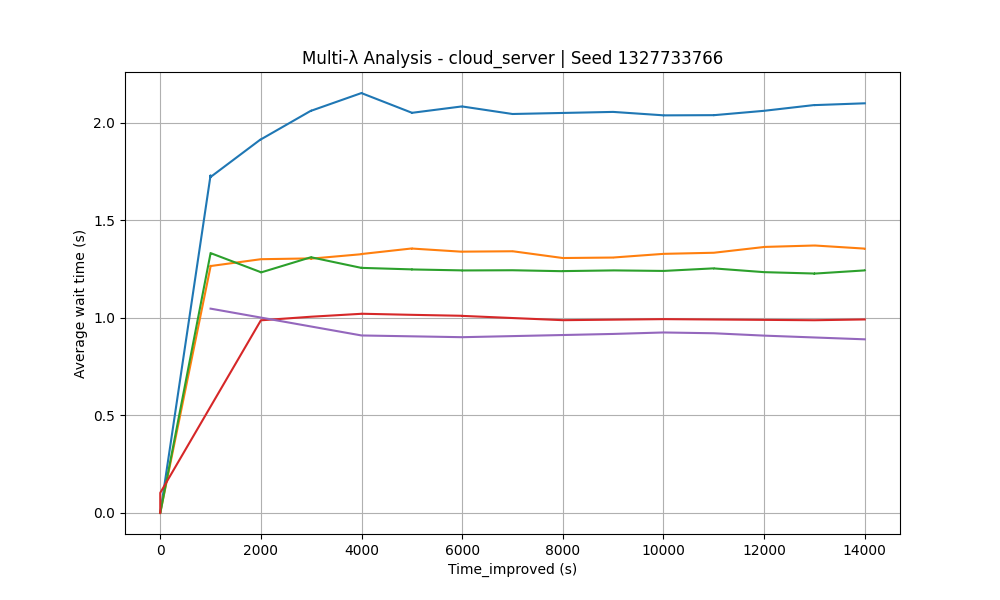 Multi-λ Analysis - cloud_server | Seed 1327733766
2.0
1.5
1.0
0.5
0.0
Average wait time (s)
0 2000 4000 6000 8000 10000 12000 14000
Time_improved (s)